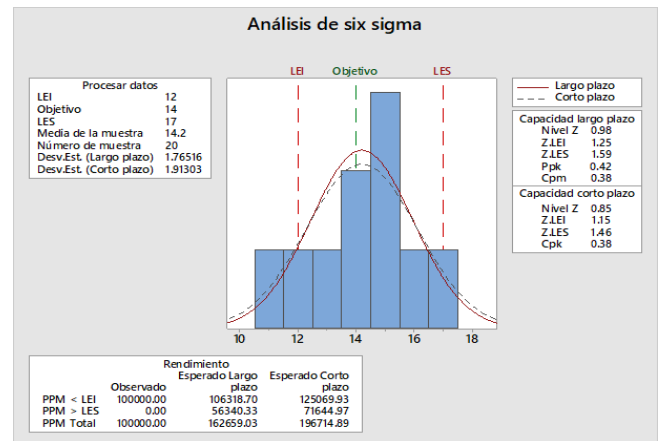 Análisis de six sigma
LEI Objetivo LES
Procesar datos
LEI 12
Objetivo 14
LES 17
Media de la muestra 14.2
Número de muestra 20
Desv.Est. (Largo plazo) 1.76516
Desv.Est. (Corto plazo) 1.91303
Largo plazo
Corto plazo
Capacidad largo plazo
Nivel Z 0.98
Z.LEI 1.25
Z.LES 1.59
Ppk 0.42
Cpm 0.38
Capacidad corto plazo
Nivel Z 0.85
Z.LEI 1.15
Z.LES 1.46
Cpk 0.38
10 12 14 16 18
Rendimiento
Esperado Largo Esperado Corto
Observado plazo plazo
PPM < LEI 100000.00 106318.70 125069.93
PPM > LES 0.00 56340.33 71644.97
PPM Total 100000.00 162659.03 196714.89